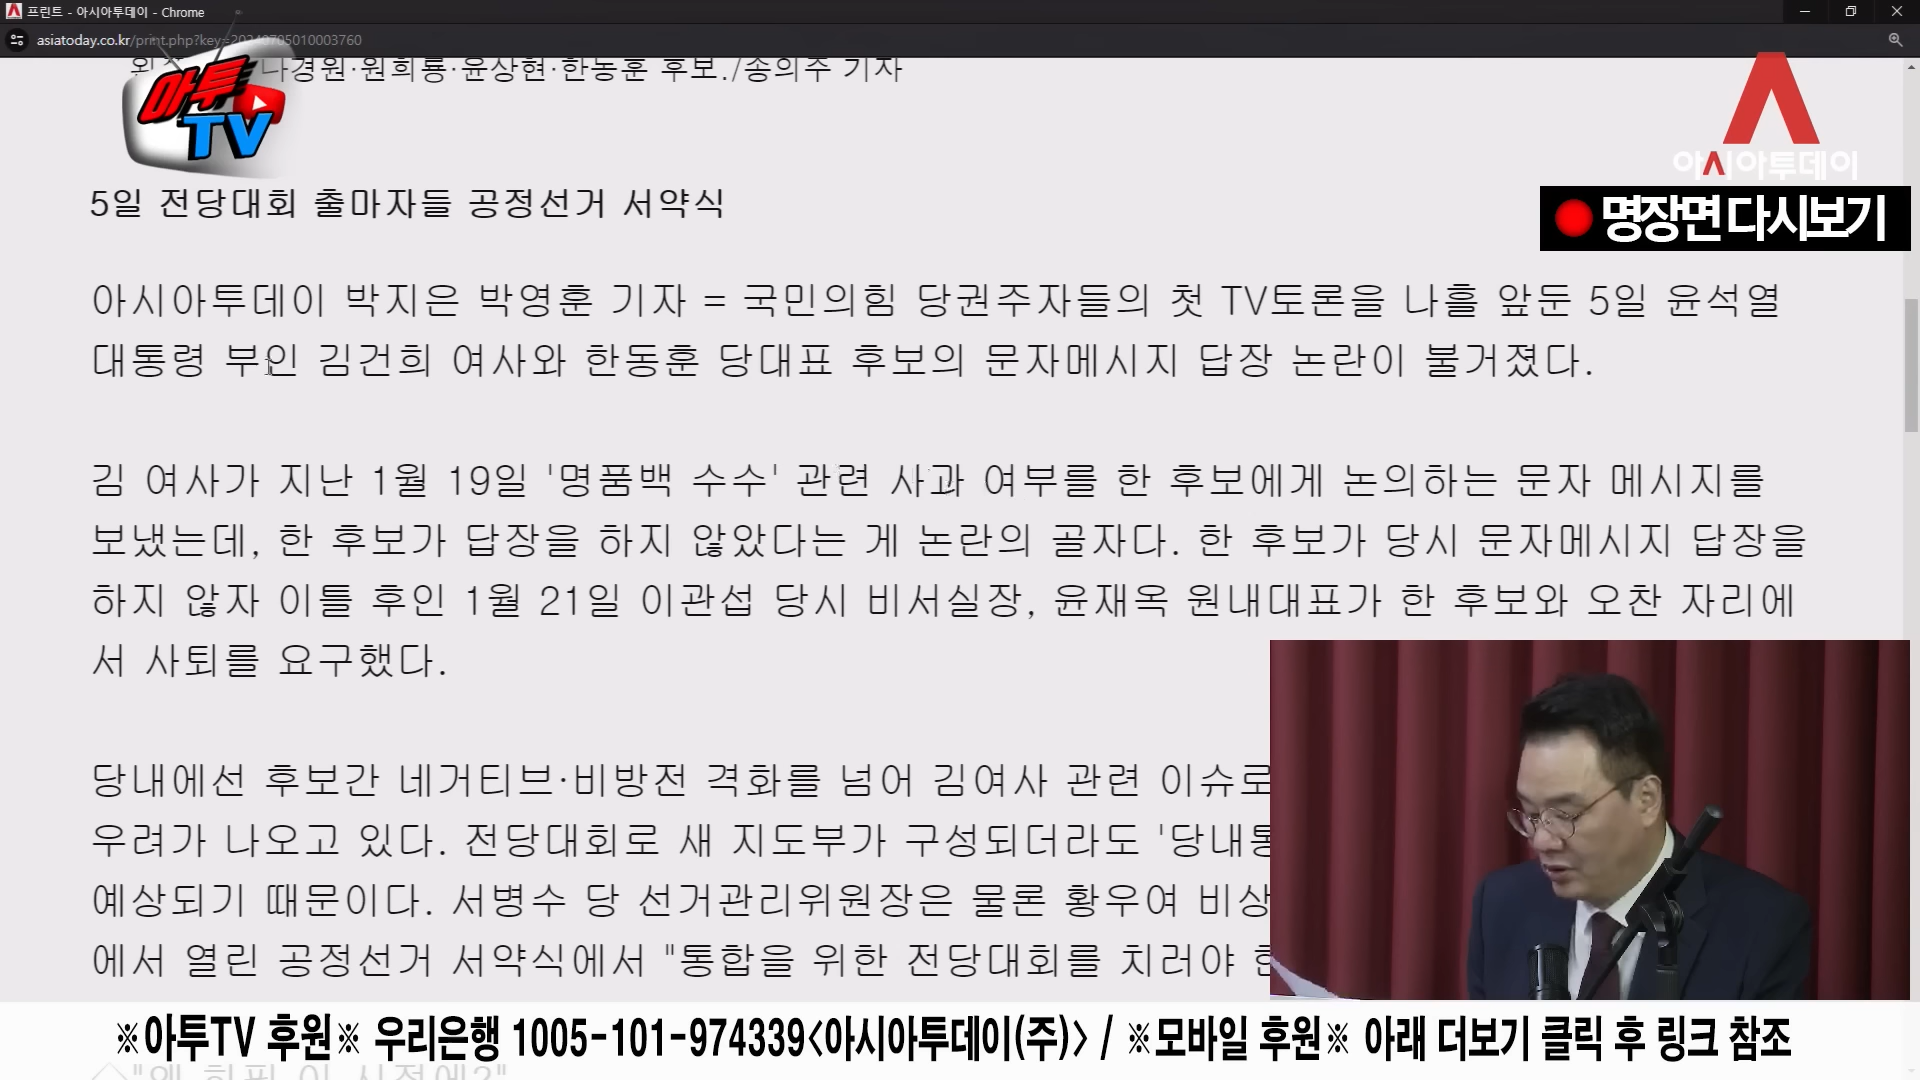 프린트 - 아시아투데이 - Chrome
asiatoday.co.kr/print.php?key=20240705010003760
나경원·원희룡·윤상현·한동훈 후보./송의주 기자
아투
TV
아시아투데이
명장면 다시보기
5일 전당대회 출마자들 공정선거 서약식
아시아투데이 박지은 박영훈 기자 = 국민의힘 당권주자들의 첫 TV토론을 나흘 앞둔 5일 윤석열
대통령 부인 김건희 여사와 한동훈 당대표 후보의 문자메시지 답장 논란이 불거졌다.
김 여사가 지난 1월 19일 '명품백 수수' 관련 사과 여부를 한 후보에게 논의하는 문자 메시지를
보냈는데, 한 후보가 답장을 하지 않았다는 게 논란의 골자다. 한 후보가 당시 문자메시지 답장을
하지 않자 이틀 후인 1월 21일 이관섭 당시 비서실장, 윤재옥 원내대표가 한 후보와 오찬 자리에
서 사퇴를 요구했다.
당내에선 후보간 네거티브·비방전 격화를 넘어 김여사 관련 이슈로
우려가 나오고 있다. 전당대회로 새 지도부가 구성되더라도 '당내통
예상되기 때문이다. 서병수 당 선거관리위원장은 물론 황우여 비상
에서 열린 공정선거 서약식에서 "통합을 위한 전당대회를 치러야
※아투TV 후원※ 우리은행 1005-101-974339<아시아투데이(주)> / ※모바일 후원※ 아래 더보기 클릭 후 링크 참조